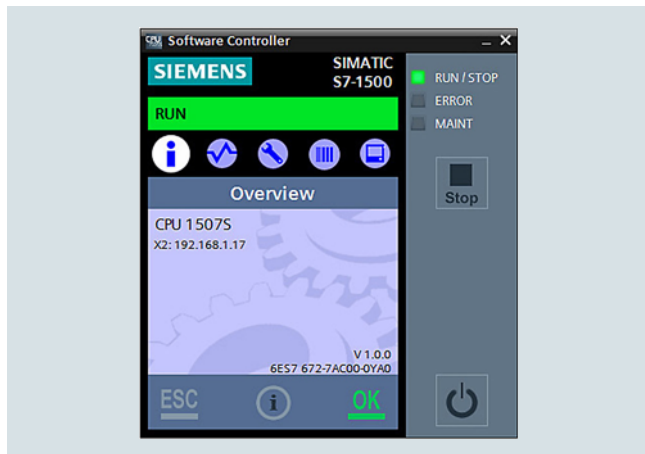 CPU Software Controller
SIEMENS
SIMATIC
S7-1500
RUN
Overview
CPU 1507S
X2: 192.168.1.17
V 1.0.0
6ES7 672-7AC00-0YA0
ESC
i
OK
RUN / STOP
ERROR
MAINT
Stop